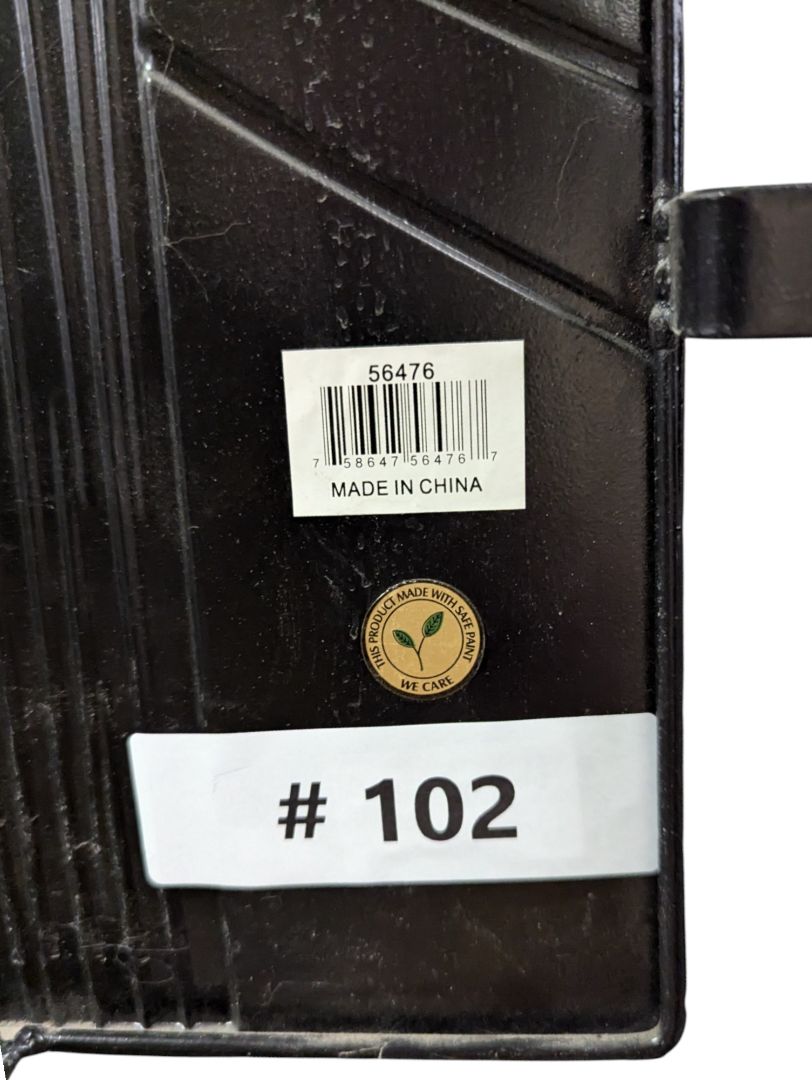 56476
7 58647 56476 7
MADE IN CHINA
THIS PRODUCT MADE WITH SAFE PAINT
WE CARE
# 102